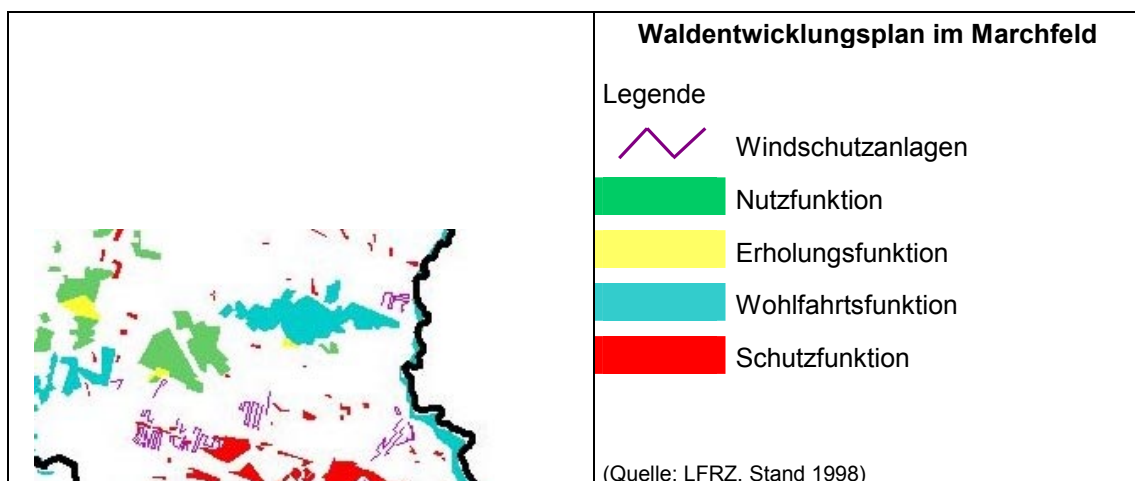 Waldentwicklungsplan im Marchfeld
Legende
Windschutzanlagen
Nutzfunktion
Erholungsfunktion
Wohlfahrtsfunktion
Schutzfunktion
(Quelle: LFRZ, Stand 1998)